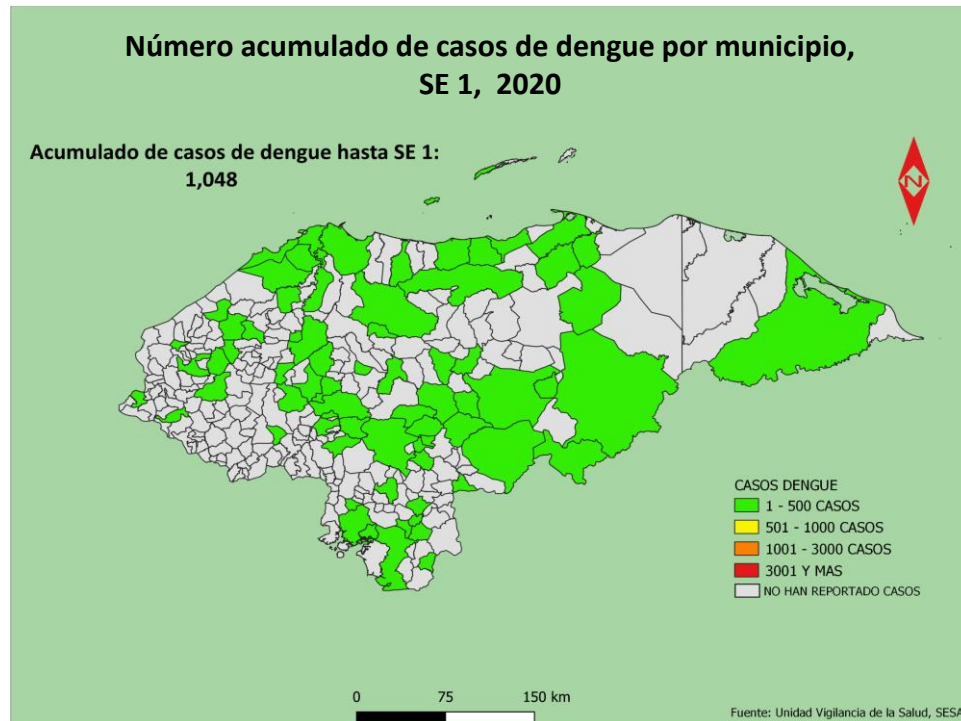 Número acumulado de casos de dengue por municipio,
SE 1, 2020
Acumulado de casos de dengue hasta SE 1:
1,048
N
CASOS DENGUE
1 - 500 CASOS
501 - 1000 CASOS
1001 - 3000 CASOS
3001 Y MAS
NO HAN REPORTADO CASOS
0 75 150 km
Fuente: Unidad Vigilancia de la Salud, SESA